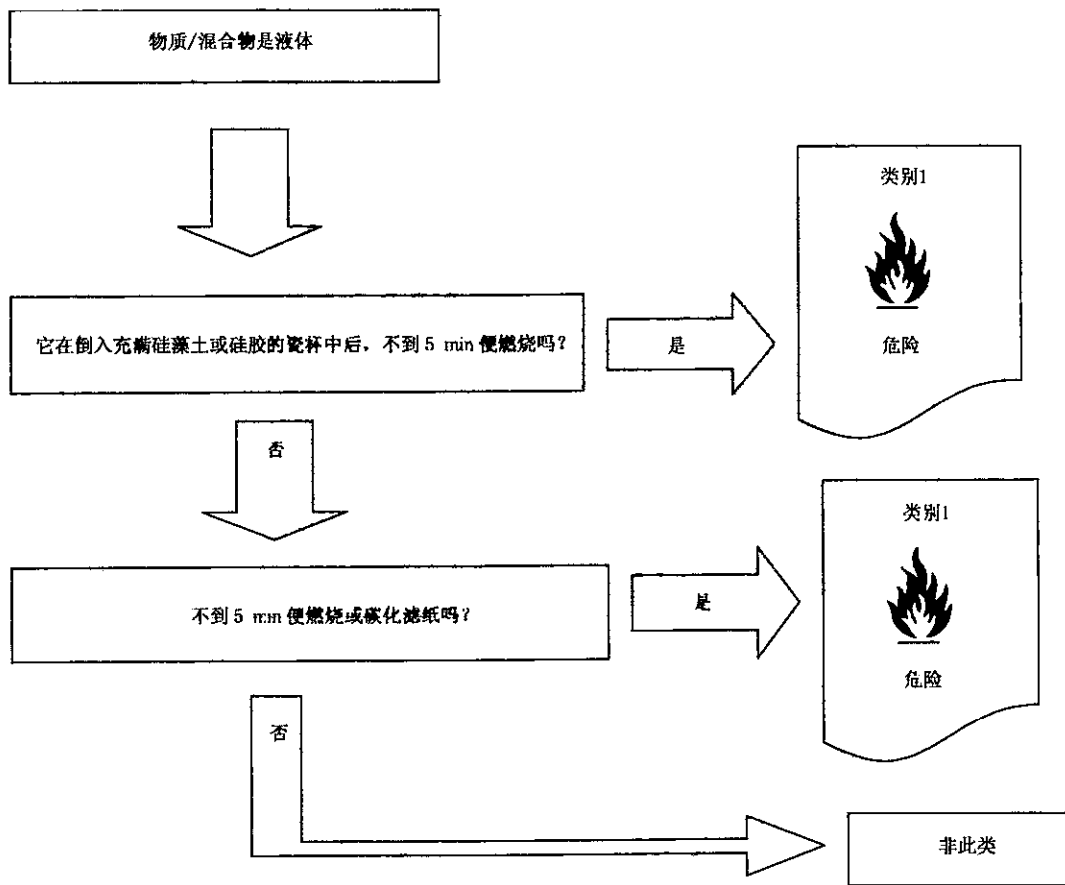 物质/混合物是液体
类别1
危险
它在倒入充满硅藻土或硅胶的瓷杯中后，不到 5 min 便燃烧吗？
是
否
类别1
危险
不到 5 min 便燃烧或碳化滤纸吗？
是
否
非此类